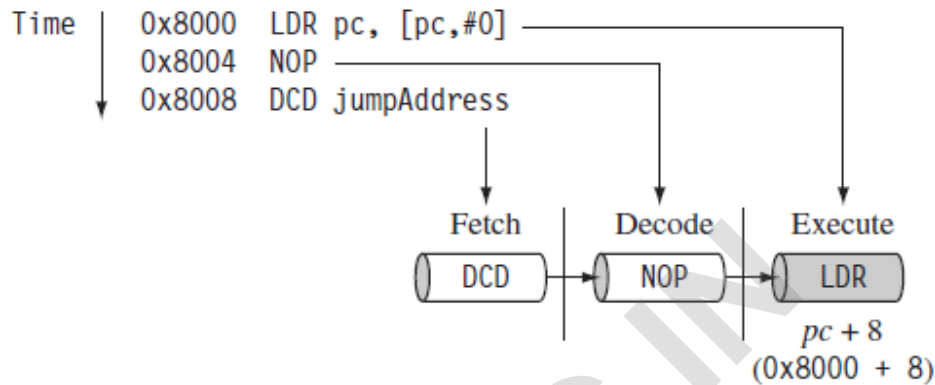 Time 0x8000 LDR pc, [pc,#0]
0x8004 NOP
0x8008 DCD jumpAddress
Fetch Decode Execute
DCD NOP LDR
pc + 8
(0x8000 + 8)
IN